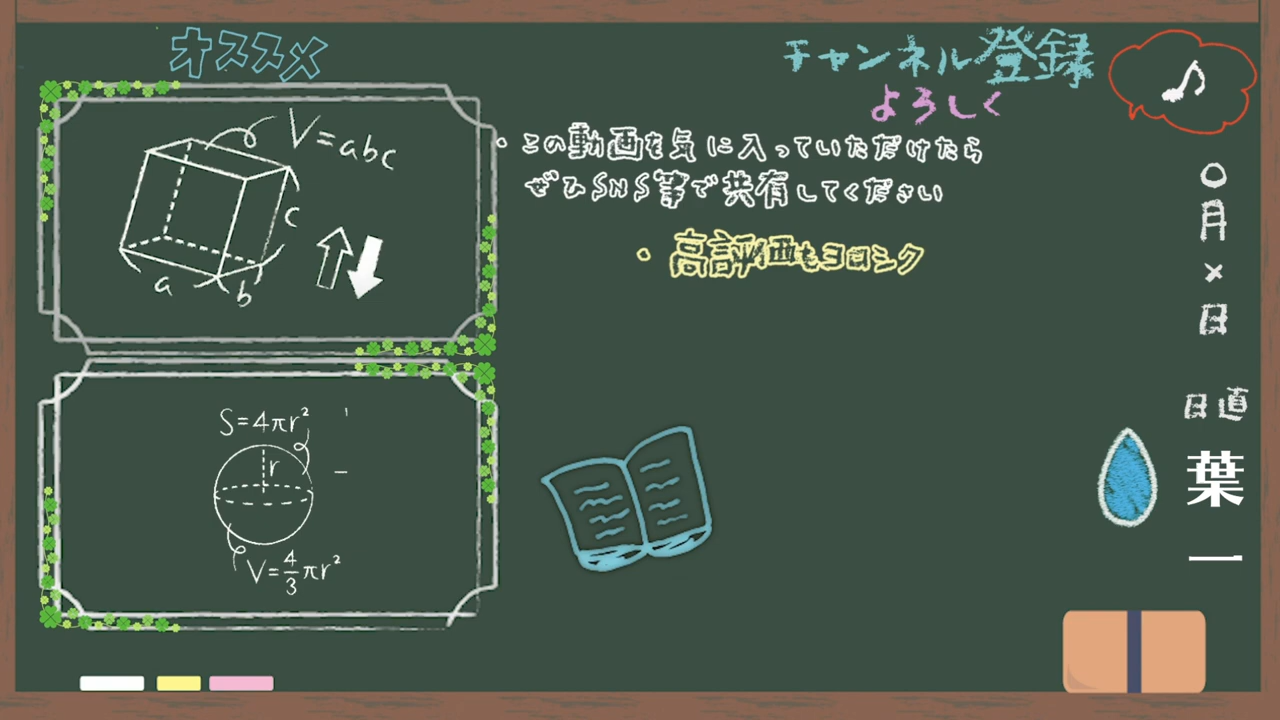 オススメ
V=abc
c
a
b
S=4πr²
r
V=4/3πr²
チャンネル登録
よろしく
・この動画を気に入っていただけたら
ぜひSNS等で共有してください
・高評価もヨロシク
○月×日
日直
葉一